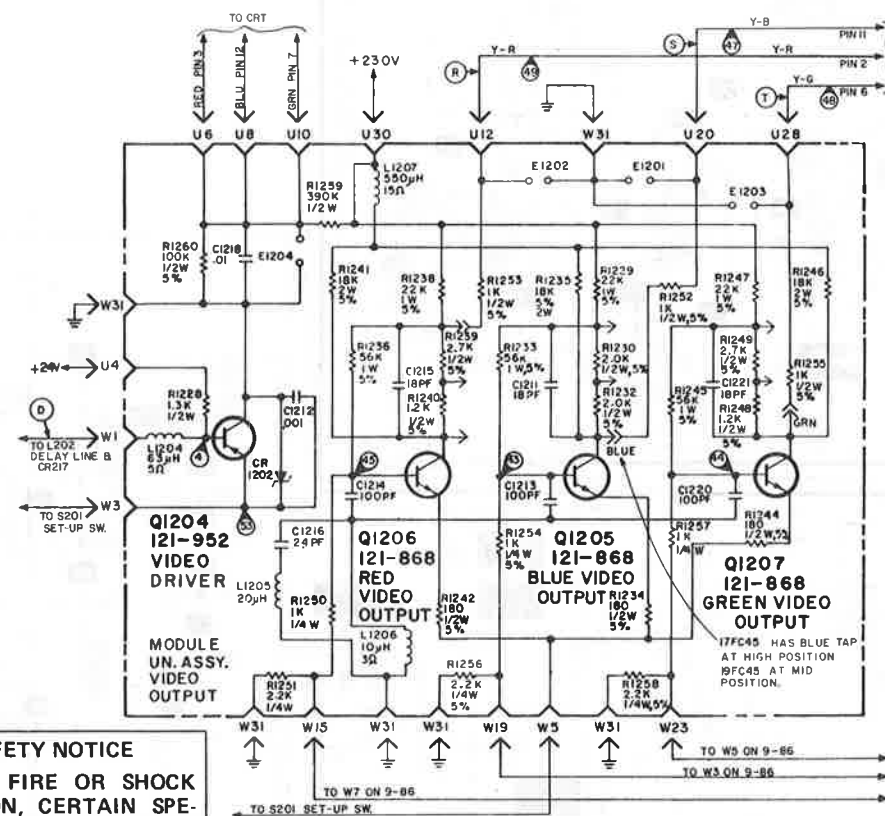 TO CRT
RED PIN 3
BLU PIN 12
GRN PIN 7
+230V
Y-B
PIN 11
S
47
Y-R
Y-R
PIN 2
R
49
Y-G
PIN 6
T
48
U6
U8
U10
U30
U12
W31
U20
U28
E1202
E1201
E1203
L1207
550µH
15Ω
R1259
390K
1/2W
R1260
100K
1/2W
5%
C1218
.01
E1204
R1241
18K
2W
5%
R1238
22K
1W
5%
R1253
1K
1/2W
5%
R1235
18K
5%
2W
R1229
22K
1W
5%
R1252
1K
1/2W,5%
R1247
22K
1W
5%
R1246
18K
2W
5%
W31
+24V
U4
R1236
56K
1W
5%
C1215
18PF
R1239
2.7K
1/2W
5%
R1240
1.2K
1/2W
5%
R1233
56K
1W,5%
C1211
18PF
R1230
2.0K
1/2W,5%
R1232
2.0K
1/2W
5%
R1245
56K
1W
5%
R1249
2.7K
1/2W
5%
C1221
18PF
R1248
1.2K
1/2W
5%
R1255
1K
1/2W
5%
GRN
BLUE
R1228
1.3K
1/2W
C1212
.001
D
W1
TO L202
DELAY LINE &
CR217
L1204
63µH
5Ω
4
CR
1202
45
43
44
C1214
100PF
C1213
100PF
C1220
100PF
W3
TO S201
SET-UP SW.
53
Q1204
121-952
VIDEO
DRIVER
C1216
24PF
L1205
20µH
R1250
1K
1/4W
Q1206
121-868
RED
VIDEO
OUTPUT
R1242
180
1/2W
5%
R1254
1K
1/4W
5%
Q1205
121-868
BLUE VIDEO
OUTPUT
R1234
180
1/2W
5%
R1257
1K
1/4W
R1244
180
1/2W,5%
Q1207
121-868
GREEN VIDEO
OUTPUT
L1206
10µH
3Ω
17FC45 HAS BLUE TAP
AT HIGH POSITION
19FC45 AT MID
POSITION.
MODULE
UN. ASSY.
VIDEO
OUTPUT
R1251
2.2K
1/4W
R1256
2.2K
1/4W
5%
R1258
2.2K
1/4W,5%
W31
W15
W31
W31
W19
W5
W31
W23
TO W5 ON 9-86
TO W3 ON 9-86
TO W7 ON 9-86
TO S201 SET-UP SW.
FETY NOTICE
FIRE OR SHOCK
ON, CERTAIN SPE-